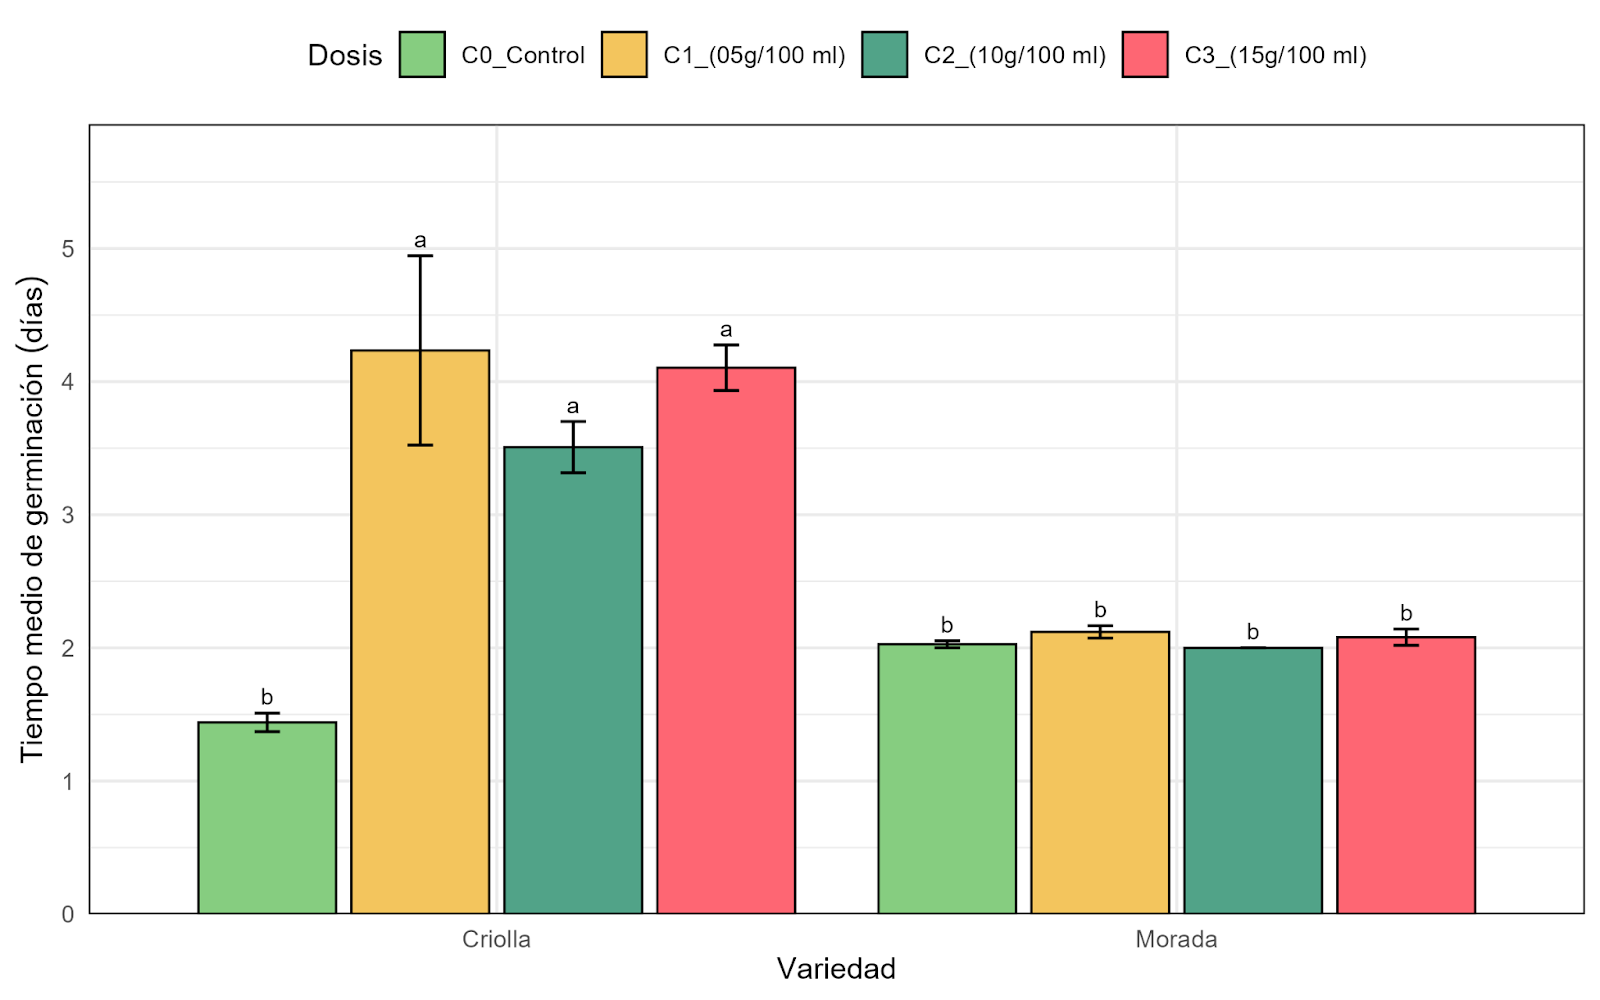 Dosis C0_Control C1_(05g/100 ml) C2_(10g/100 ml) C3_(15g/100 ml)
Tiempo medio de germinación (días)
5
4
3
2
1
0
b
a
a
a
b
b
b
b
Criolla
Morada
Variedad